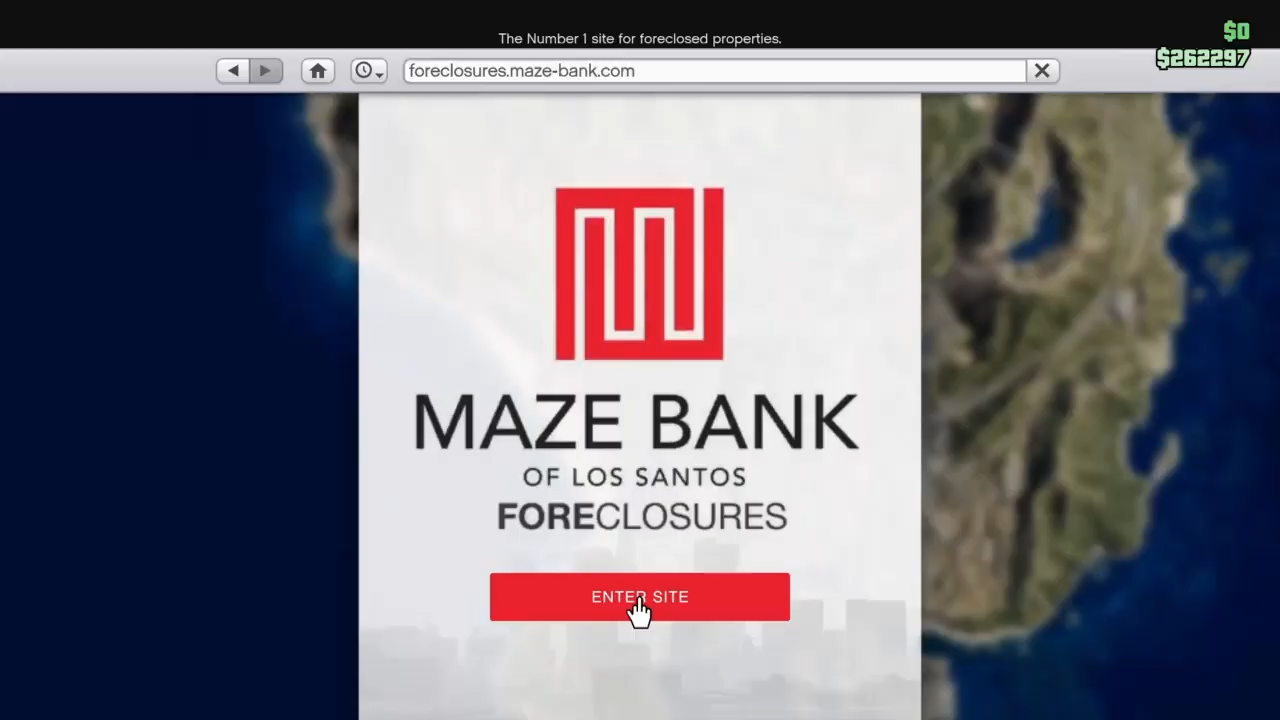 The Number 1 site for foreclosed properties.
$0
$262297
foreclosures.maze-bank.com
MAZE BANK
OF LOS SANTOS
FORECLOSURES
ENTER SITE